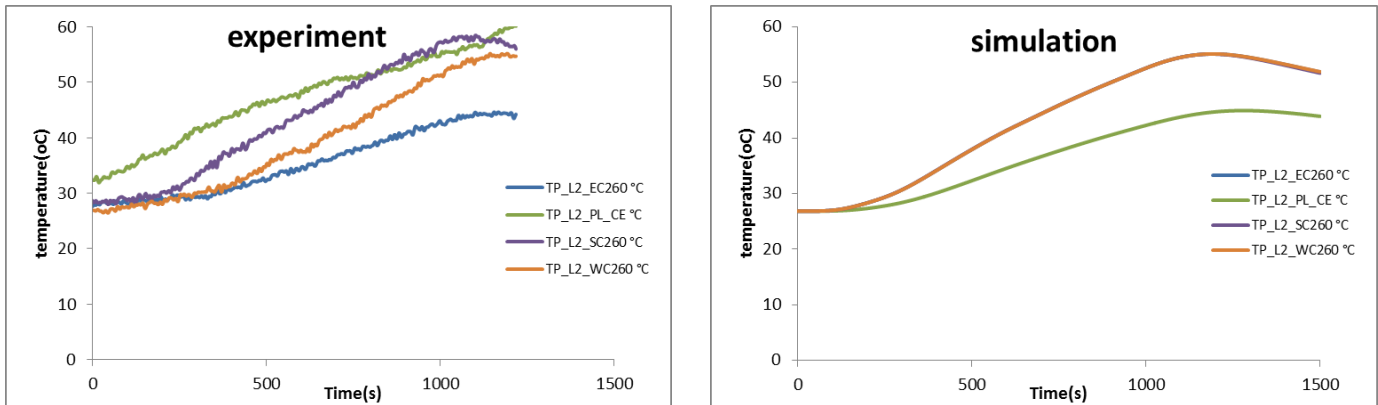 experiment
temperature(oC)
60
50
40
30
20
10
0
0 500 1000 1500
Time(s)
TP_L2_EC260 °C
TP_L2_PL_CE °C
TP_L2_SC260 °C
TP_L2_WC260 °C
simulation
temperature(oC)
60
50
40
30
20
10
0
0 500 1000 1500
Time(s)
TP_L2_EC260 °C
TP_L2_PL_CE °C
TP_L2_SC260 °C
TP_L2_WC260 °C